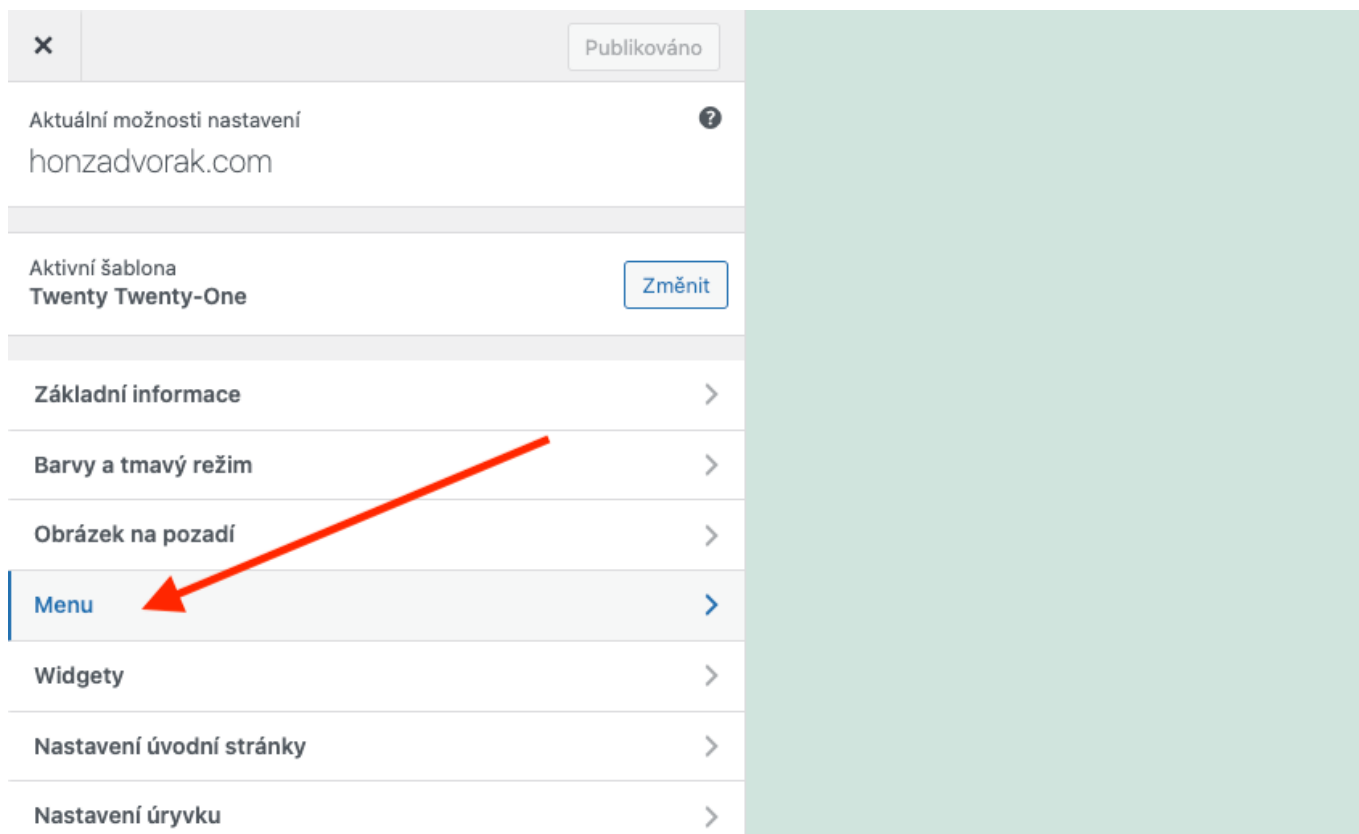 Publikováno
Aktuální možnosti nastavení
honzadvorak.com
Aktivní šablona
Twenty Twenty-One
Změnit
Základní informace
Barvy a tmavý režim
Obrázek na pozadí
Menu
Widgety
Nastavení úvodní stránky
Nastavení úryvku